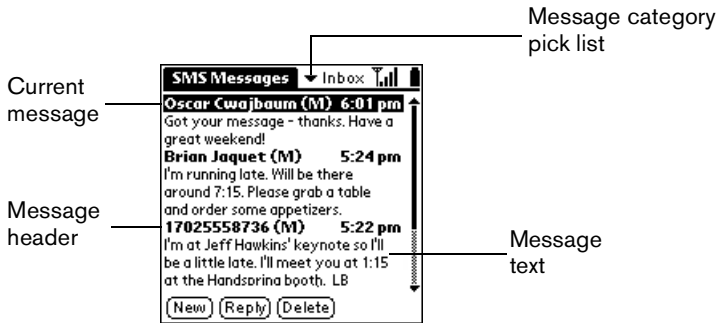 Message category
pick list
Current
message
Message
header
Message
text
SMS Messages Inbox
Oscar Cwajbaum (M) 6:01 pm
Got your message - thanks. Have a
great weekend!
Brian Jaquet (M) 5:24 pm
I'm running late. Will be there
around 7:15. Please grab a table
and order some appetizers.
17025558736 (M) 5:22 pm
I'm at Jeff Hawkins' keynote so I'll
be a little late. I'll meet you at 1:15
at the Handspring booth. LB
New Reply Delete